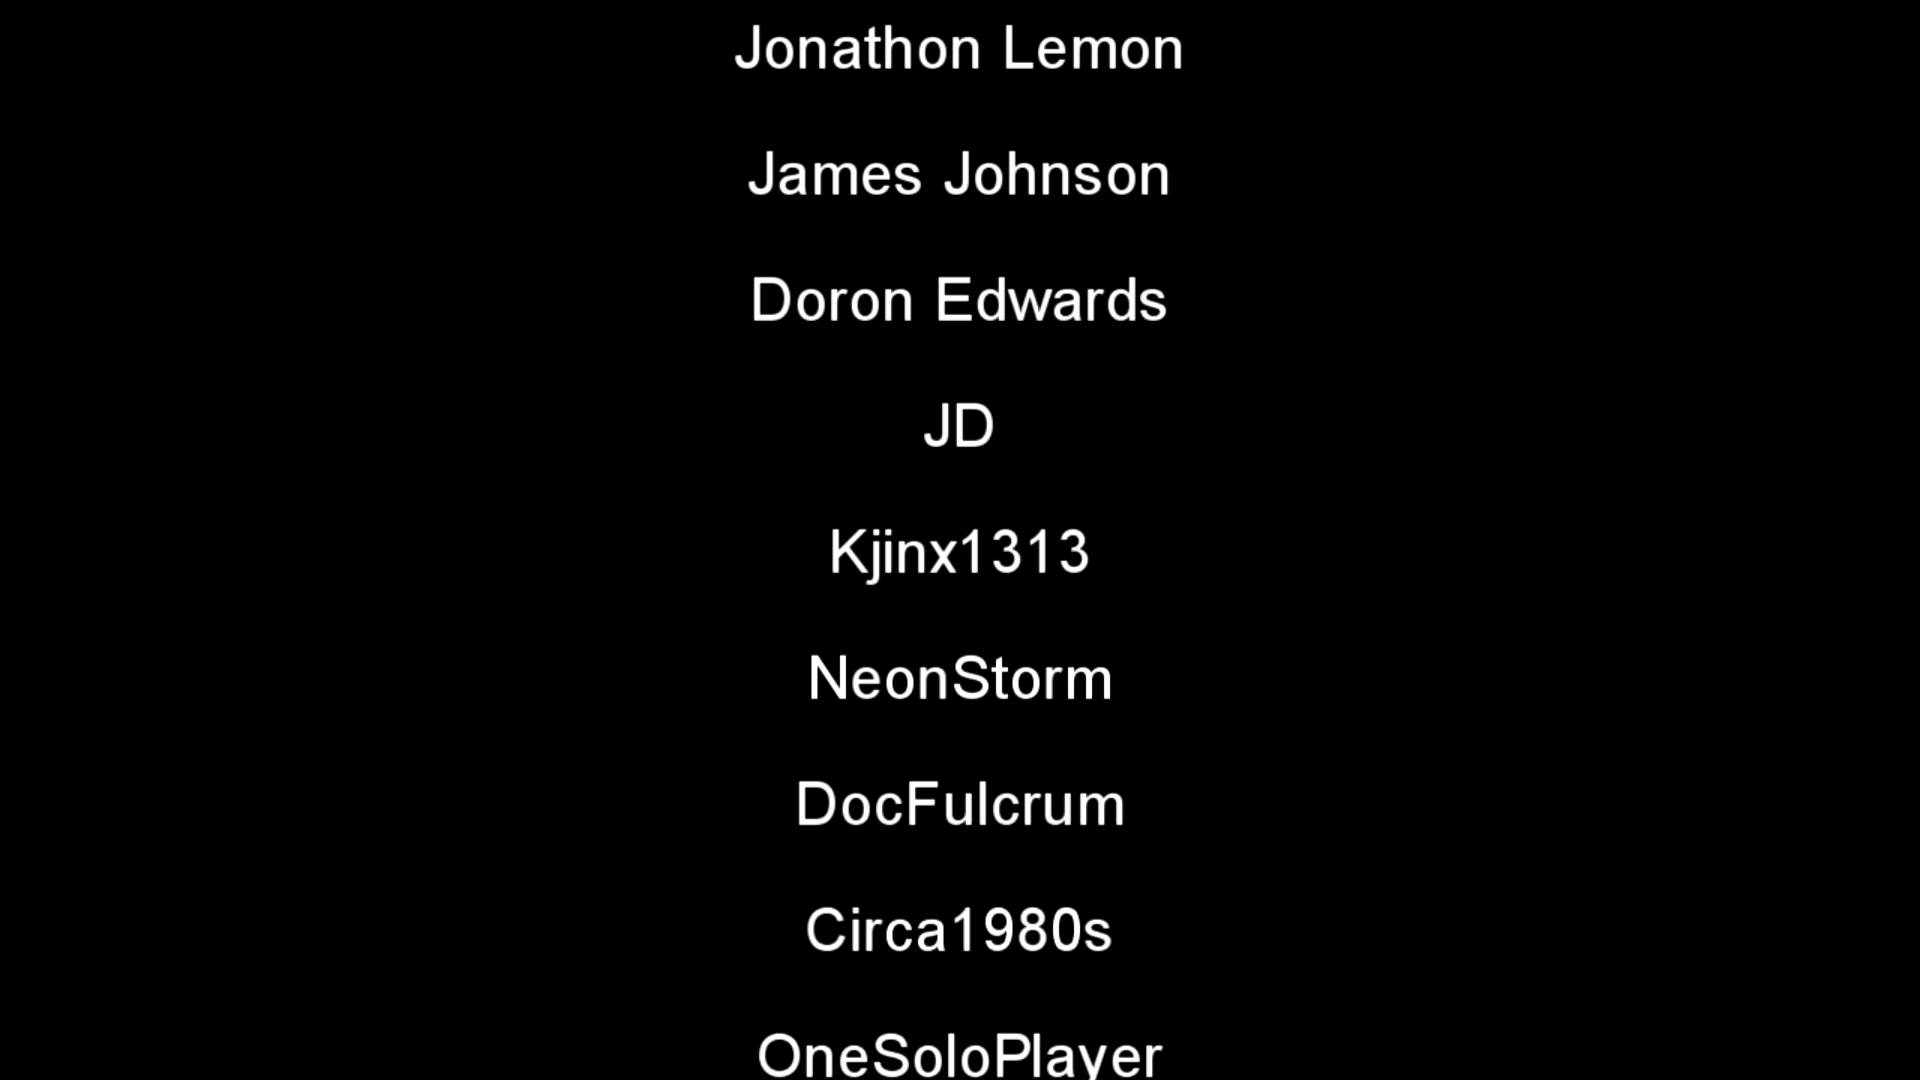 Jonathon Lemon
James Johnson
Doron Edwards
JD
Kjinx1313
NeonStorm
DocFulcrum
Circa1980s
OneSoloPlayer